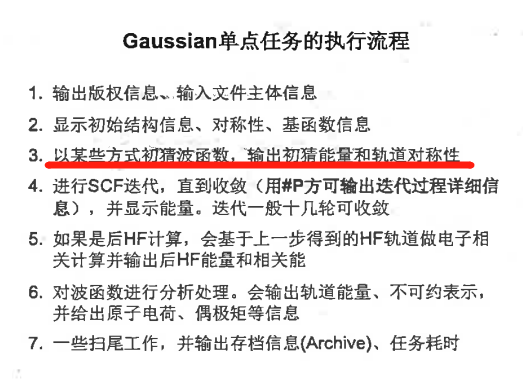 Gaussian单点任务的执行流程
1. 输出版权信息、输入文件主体信息
2. 显示初始结构信息、对称性、基函数信息
3. 以某些方式初猜波函数，输出初猜能量和轨道对称性
4. 进行SCF迭代，直到收敛（用#P方可输出迭代过程详细信
息），并显示能量。迭代一般十几轮可收敛
5. 如果是后HF计算，会基于上一步得到的HF轨道做电子相
关计算并输出后HF能量和相关能
6. 对波函数进行分析处理。会输出轨道能量、不可约表示，
并给出原子电荷、偶极矩等信息
7. 一些扫尾工作，并输出存档信息(Archive)、任务耗时